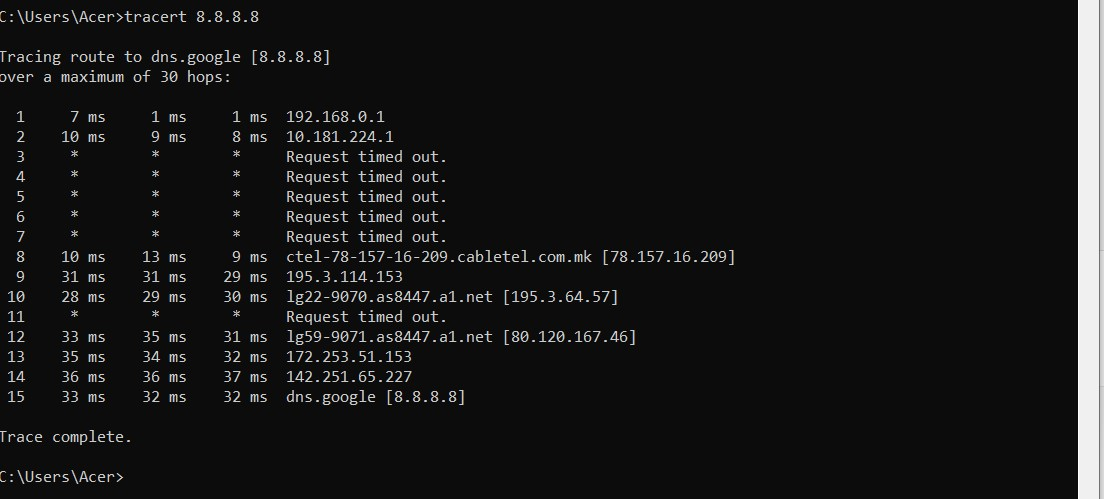 C:\Users\Acer>tracert 8.8.8.8
Tracing route to dns.google [8.8.8.8]
over a maximum of 30 hops:
1 7 ms 1 ms 1 ms 192.168.0.1
2 10 ms 9 ms 8 ms 10.181.224.1
3 * * * Request timed out.
4 * * * Request timed out.
5 * * * Request timed out.
6 * * * Request timed out.
7 * * * Request timed out.
8 10 ms 13 ms 9 ms ctel-78-157-16-209.cabletel.com.mk [78.157.16.209]
9 31 ms 31 ms 29 ms 195.3.114.153
10 28 ms 29 ms 30 ms lg22-9070.as8447.a1.net [195.3.64.57]
11 * * * Request timed out.
12 33 ms 35 ms 31 ms lg59-9071.as8447.a1.net [80.120.167.46]
13 35 ms 34 ms 32 ms 172.253.51.153
14 36 ms 36 ms 37 ms 142.251.65.227
15 33 ms 32 ms 32 ms dns.google [8.8.8.8]
Trace complete.
C:\Users\Acer>